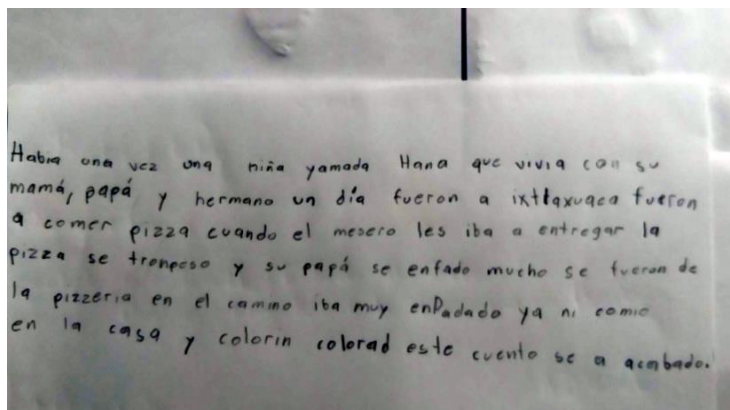 Habia una vez una niña yamada Hana que vivia con su
mamá, papá y hermano un día fueron a ixtlaxuaca fueron
a comer pizza cuando el mesero les iba a entregar la
pizza se tronpeso y su papá se enfado mucho se fueron de
la pizzeria en el camino iba muy enDadado ya ni comio
en la casa y colorin colorad este cuento se a acabado.